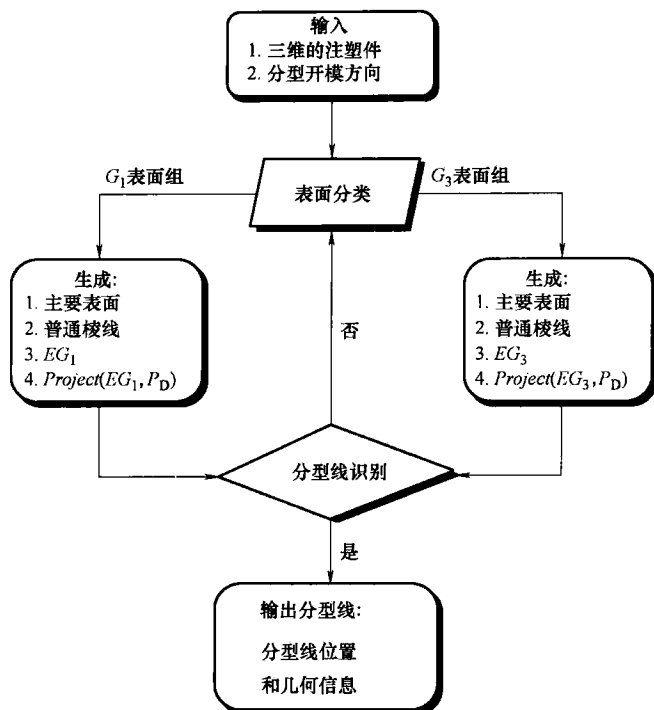 输入
1. 三维的注塑件
2. 分型开模方向
G₁表面组
G₃表面组
表面分类
生成:
1. 主要表面
2. 普通棱线
3. EG₁
4. Project(EG₁,P_D)
否
生成:
1. 主要表面
2. 普通棱线
3. EG₃
4. Project(EG₃,P_D)
分型线识别
是
输出分型线:
分型线位置
和几何信息